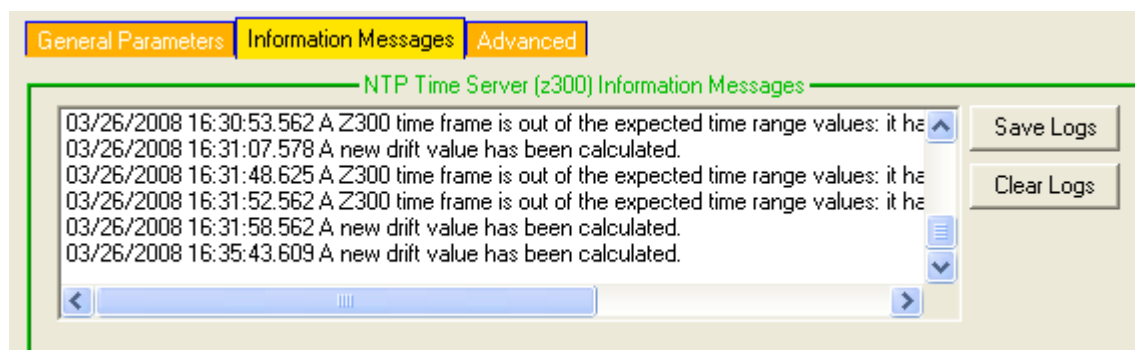 General Parameters Information Messages Advanced
NTP Time Server (z300) Information Messages
03/26/2008 16:30:53.562 A Z300 time frame is out of the expected time range values: it ha
03/26/2008 16:31:07.578 A new drift value has been calculated.
03/26/2008 16:31:48.625 A Z300 time frame is out of the expected time range values: it ha
03/26/2008 16:31:52.562 A Z300 time frame is out of the expected time range values: it ha
03/26/2008 16:31:58.562 A new drift value has been calculated.
03/26/2008 16:35:43.609 A new drift value has been calculated.
Save Logs
Clear Logs